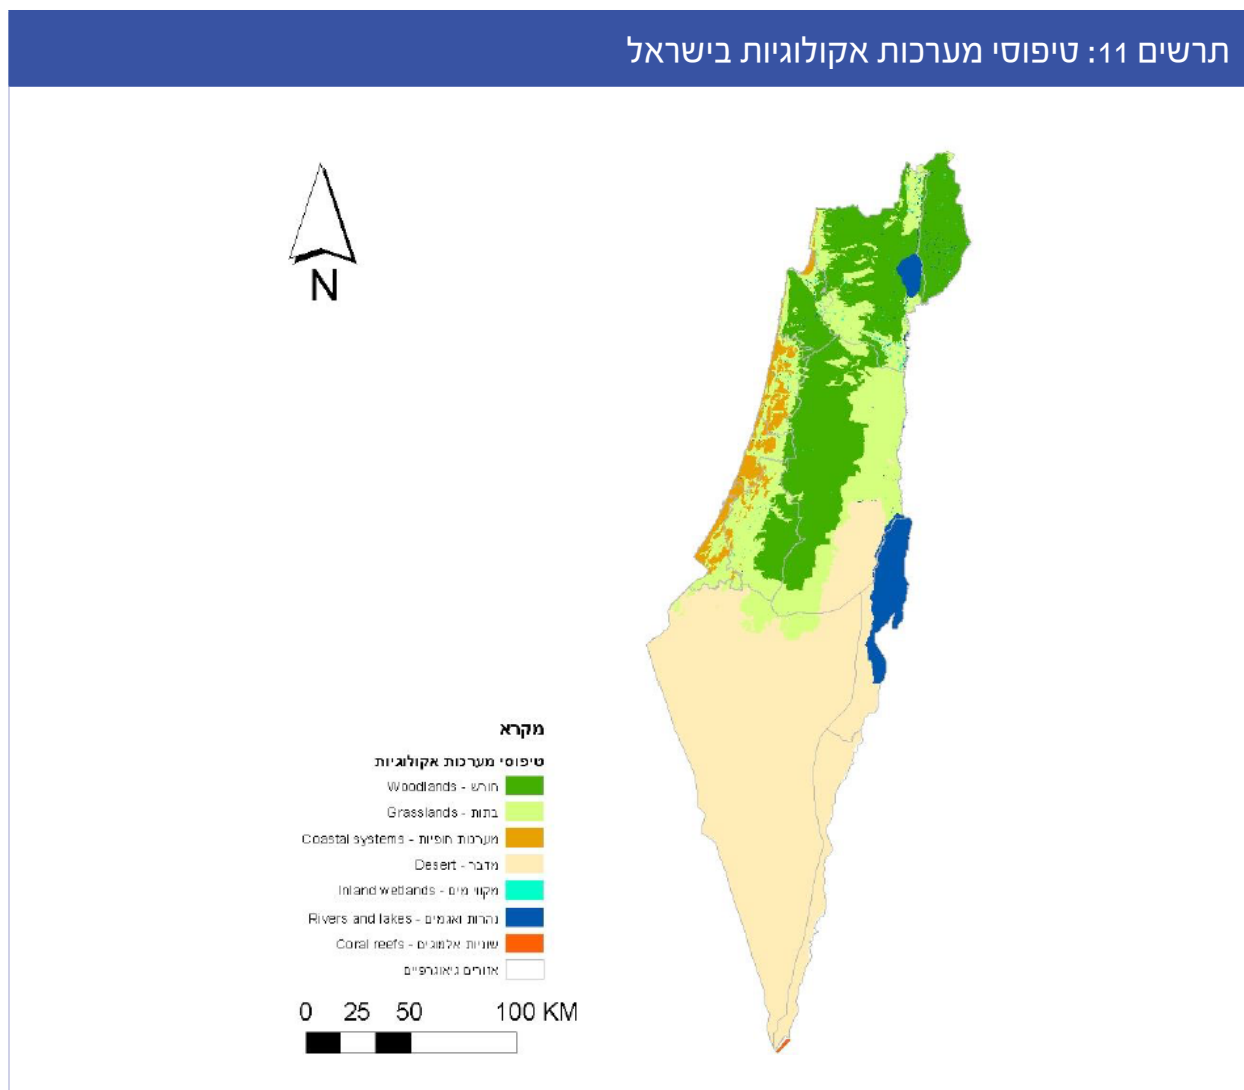 תרשים 11: טיפוסי מערכות אקולוגיות בישראל
N
מקרא
טיפוסי מערכות אקולוגיות
חורש - Woodlands
בתות - Grasslands
מערכות חופיות - Coastal systems
מדבר - Desert
מקווי מים - Inland wetlands
נהרות ואגמים - Rivers and lakes
שוניות אלמוגים - Coral reefs
אזורים גיאוגרפיים
0 25 50 100 KM